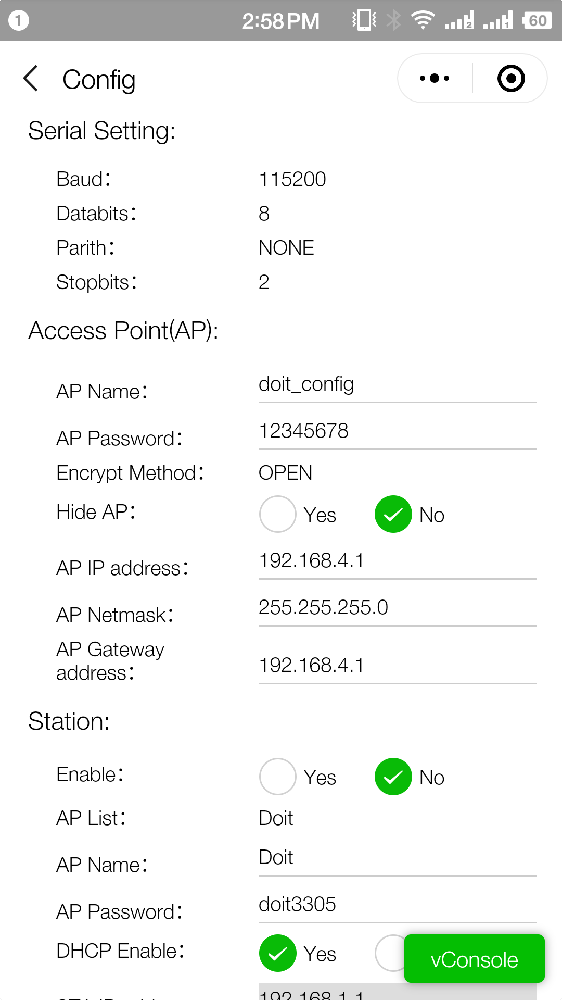 1 2:58 PM 2 1 60
Config
Serial Setting:
Baud: 115200
Databits: 8
Parith: NONE
Stopbits: 2
Access Point(AP):
AP Name: doit_config
AP Password: 12345678
Encrypt Method: OPEN
Hide AP: Yes No
AP IP address: 192.168.4.1
AP Netmask: 255.255.255.0
AP Gateway
address: 192.168.4.1
Station:
Enable: Yes No
AP List: Doit
AP Name: Doit
AP Password: doit3305
DHCP Enable: Yes
vConsole
192.168.1.1